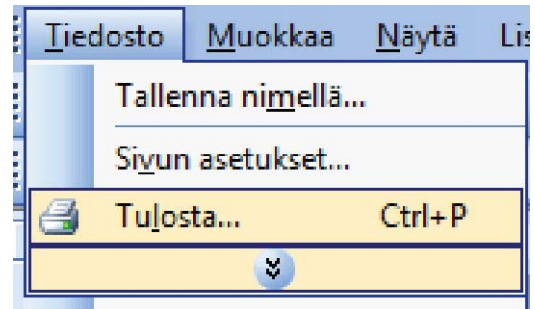 Tiedosto Muokkaa Näytä
Tallenna nimellä...
Sivun asetukset...
Tulosta... Ctrl+P